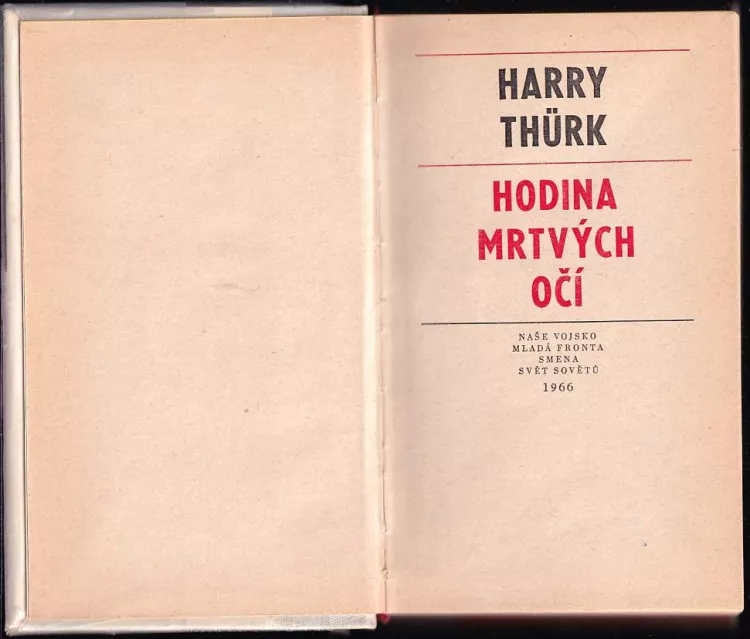 HARRY
THÜRK
HODINA
MRTVÝCH
OČÍ
NAŠE VOJSKO
MLADÁ FRONTA
SMENA
SVĚT SOVĚTŮ
1966